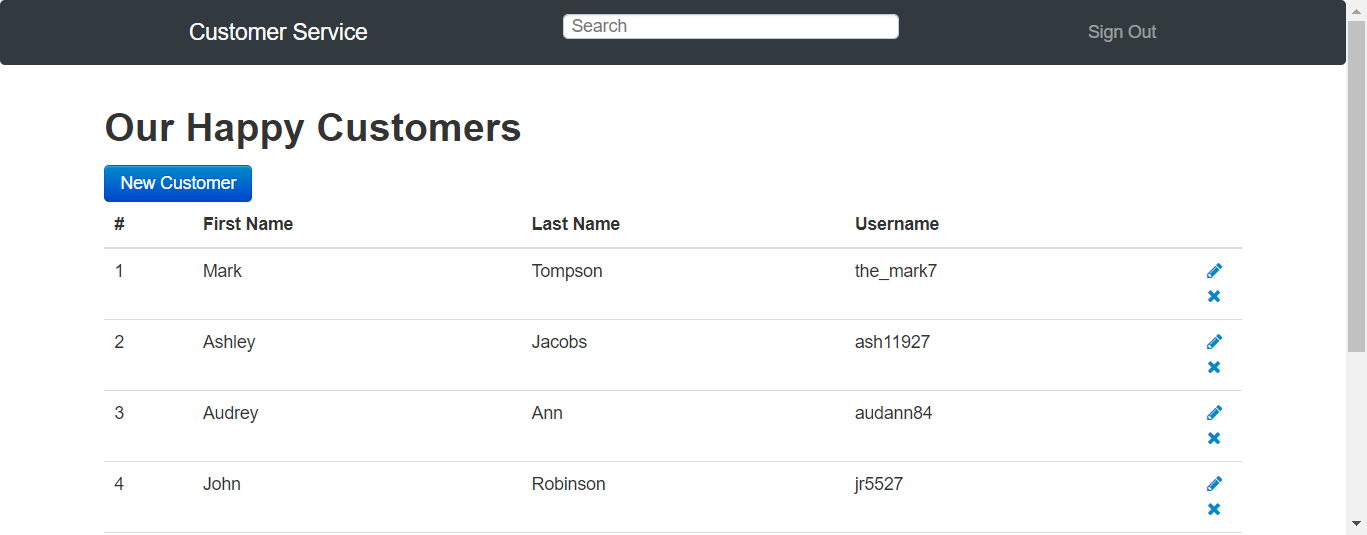 Customer Service Search Sign Out
Our Happy Customers
New Customer
# First Name Last Name Username
1 Mark Tompson the_mark7
2 Ashley Jacobs ash11927
3 Audrey Ann audann84
4 John Robinson jr5527